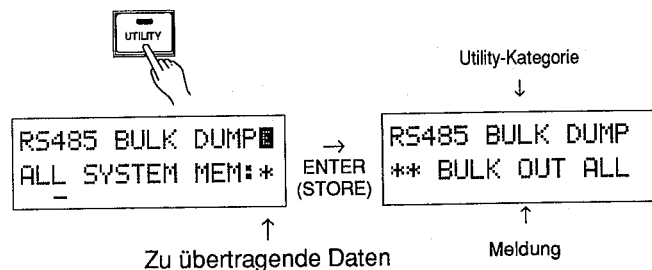 UTILITY
Utility-Kategorie
↓
RS485 BULK DUMP
ALL SYSTEM MEM:*
→
ENTER
(STORE)
RS485 BULK DUMP
** BULK OUT ALL
↑
Zu übertragende Daten
↑
Meldung